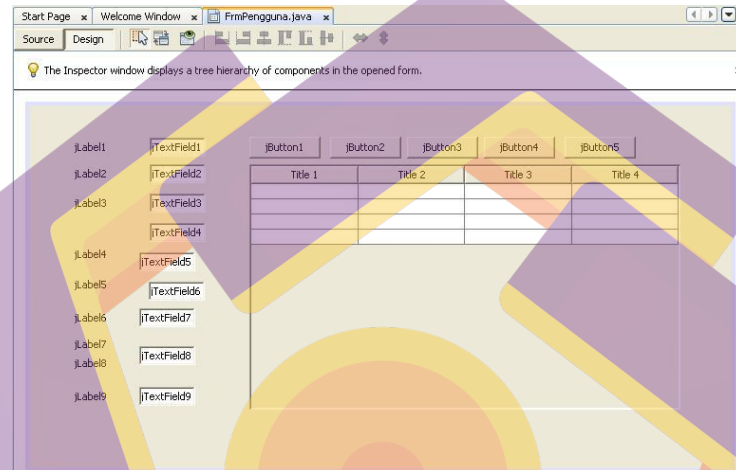 Start Page Welcome Window FrmPengguna.java
Source Design
The Inspector window displays a tree hierarchy of components in the opened form.
jLabel1 jTextField1 jButton1 jButton2 jButton3 jButton4 jButton5
jLabel2 jTextField2 Title 1 Title 2 Title 3 Title 4
jLabel3 jTextField3
jTextField4
jLabel4 jTextField5
jLabel5 jTextField6
jLabel6 jTextField7
jLabel7
jTextField8
jLabel8
jLabel9 jTextField9